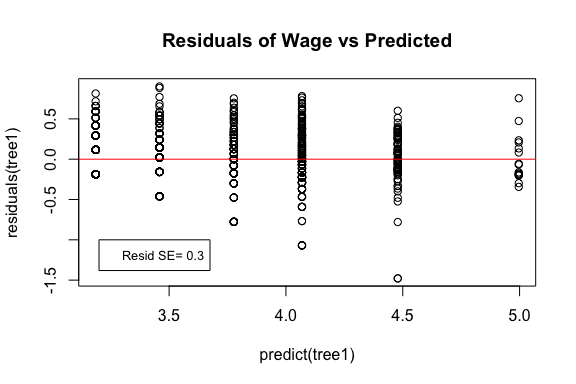 Residuals of Wage vs Predicted
residuals(tree1)
0.5
0.0
-0.5
-1.5
Resid SE= 0.3
3.5 4.0 4.5 5.0
predict(tree1)